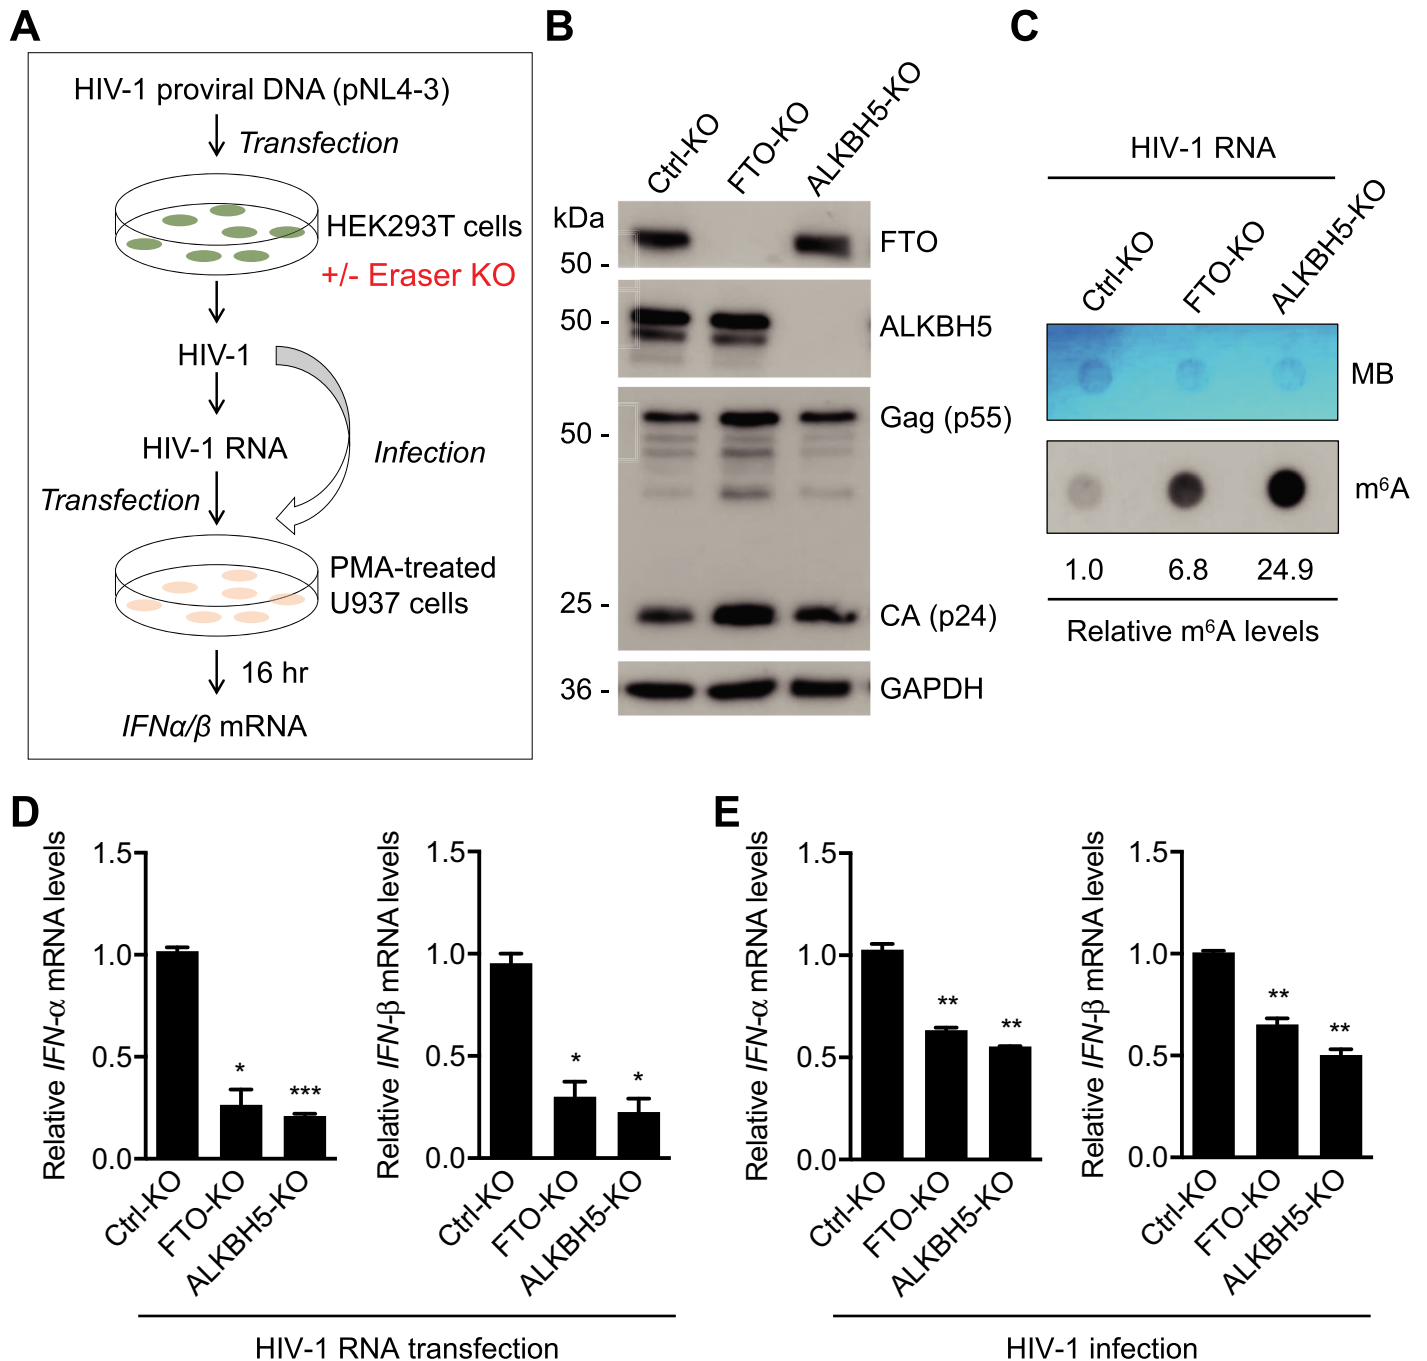 A
HIV-1 proviral DNA (pNL4-3)
Transfection
HEK293T cells
+/- Eraser KO
HIV-1
HIV-1 RNA
Infection
Transfection
PMA-treated
U937 cells
16 hr
IFNα/β mRNA
B
Ctrl-KO
FTO-KO
ALKBH5-KO
kDa
50 -
FTO
50 -
ALKBH5
Gag (p55)
50 -
25 -
CA (p24)
36 -
GAPDH
C
HIV-1 RNA
Ctrl-KO
FTO-KO
ALKBH5-KO
MB
m⁶A
1.0 6.8 24.9
Relative m⁶A levels
D
Relative IFN-α mRNA levels
1.5
1.0
0.5
0.0
*
***
Ctrl-KO
FTO-KO
ALKBH5-KO
Relative IFN-β mRNA levels
1.5
1.0
0.5
0.0
*
*
Ctrl-KO
FTO-KO
ALKBH5-KO
HIV-1 RNA transfection
E
Relative IFN-α mRNA levels
1.5
1.0
0.5
0.0
**
**
Ctrl-KO
FTO-KO
ALKBH5-KO
Relative IFN-β mRNA levels
1.5
1.0
0.5
0.0
**
**
Ctrl-KO
FTO-KO
ALKBH5-KO
HIV-1 infection